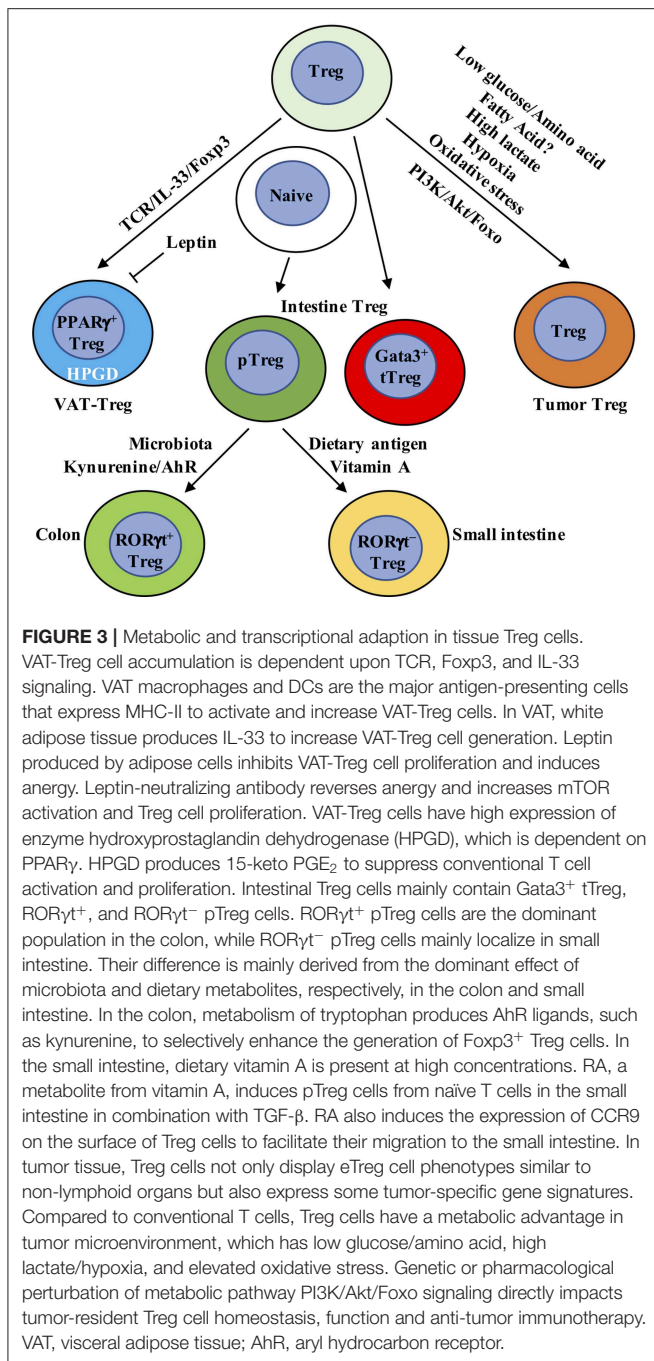 Treg
Low glucose/Amino acid
Fatty Acid?
High lactate
Hypoxia
Oxidative stress
PI3K/Akt/Foxo
TCR/IL-33/Foxp3
Naive
Leptin
Intestine Treg
PPARγ⁺
Treg
HPGD
VAT-Treg
pTreg
Gata3⁺
tTreg
Treg
Tumor Treg
Microbiota
Kynurenine/AhR
Dietary antigen
Vitamin A
Colon
RORγt⁺
Treg
RORγt⁻
Treg
Small intestine
FIGURE 3 | Metabolic and transcriptional adaption in tissue Treg cells.
VAT-Treg cell accumulation is dependent upon TCR, Foxp3, and IL-33
signaling. VAT macrophages and DCs are the major antigen-presenting cells
that express MHC-II to activate and increase VAT-Treg cells. In VAT, white
adipose tissue produces IL-33 to increase VAT-Treg cell generation. Leptin
produced by adipose cells inhibits VAT-Treg cell proliferation and induces
anergy. Leptin-neutralizing antibody reverses anergy and increases mTOR
activation and Treg cell proliferation. VAT-Treg cells have high expression of
enzyme hydroxyprostaglandin dehydrogenase (HPGD), which is dependent on
PPARγ. HPGD produces 15-keto PGE₂ to suppress conventional T cell
activation and proliferation. Intestinal Treg cells mainly contain Gata3⁺ tTreg,
RORγt⁺, and RORγt⁻ pTreg cells. RORγt⁺ pTreg cells are the dominant
population in the colon, while RORγt⁻ pTreg cells mainly localize in small
intestine. Their difference is mainly derived from the dominant effect of
microbiota and dietary metabolites, respectively, in the colon and small
intestine. In the colon, metabolism of tryptophan produces AhR ligands, such
as kynurenine, to selectively enhance the generation of Foxp3⁺ Treg cells. In
the small intestine, dietary vitamin A is present at high concentrations. RA, a
metabolite from vitamin A, induces pTreg cells from naïve T cells in the small
intestine in combination with TGF-β. RA also induces the expression of CCR9
on the surface of Treg cells to facilitate their migration to the small intestine. In
tumor tissue, Treg cells not only display eTreg cell phenotypes similar to
non-lymphoid organs but also express some tumor-specific gene signatures.
Compared to conventional T cells, Treg cells have a metabolic advantage in
tumor microenvironment, which has low glucose/amino acid, high
lactate/hypoxia, and elevated oxidative stress. Genetic or pharmacological
perturbation of metabolic pathway PI3K/Akt/Foxo signaling directly impacts
tumor-resident Treg cell homeostasis, function and anti-tumor immunotherapy.
VAT, visceral adipose tissue; AhR, aryl hydrocarbon receptor.